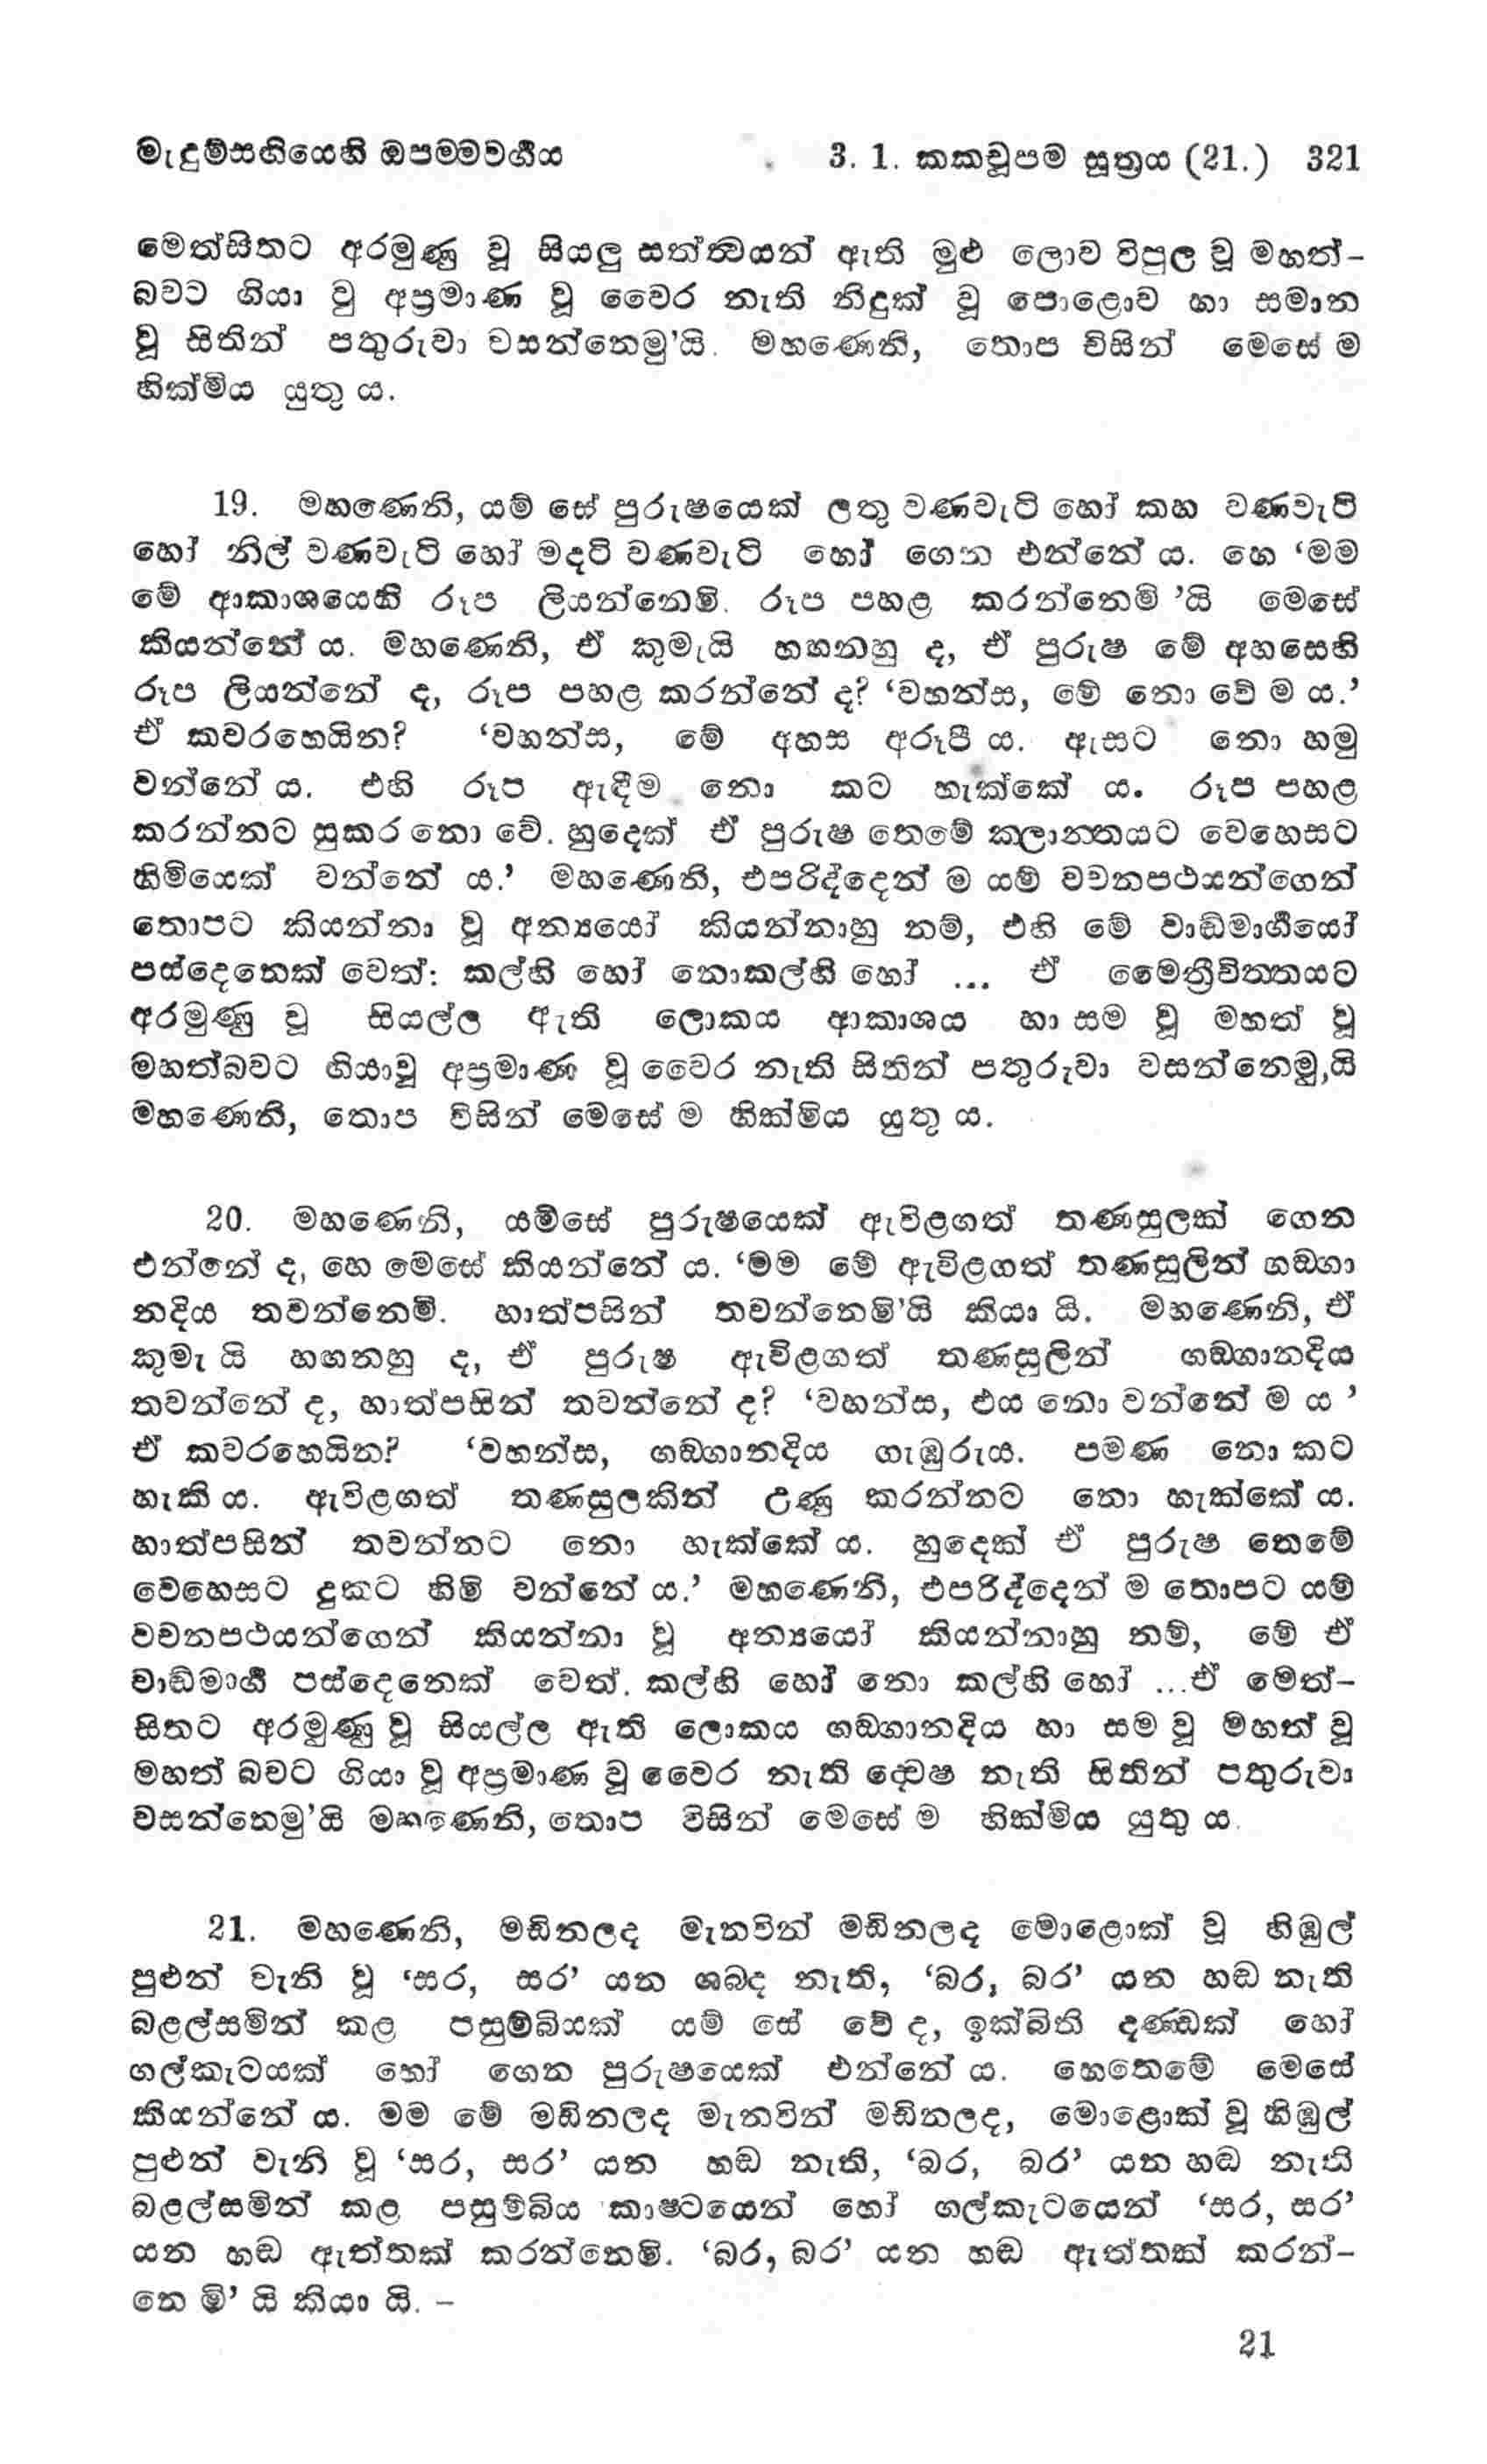 මැදුම්සඟියෙහි ඔපම්මවර්‍ගය 3. 1. කකචූපම සූත්‍රය (21.) 321
මෙත්සිතට අරමුණු වූ සියලු සත්ත්‍වයන් ඇති මුළු ලොව විපුල වූ මහත්-
බවට ගියා වු අප්‍රමාණ වූ වෛර නැති නිදුක් වූ පොළොව හා සමාන
වූ සිතින් පතුරුවා වසන්නෙමු'යි. මහණෙනි, තොප විසින් මෙසේ ම
හික්මිය යුතු ය.
19. මහණෙනි, යම් සේ පුරුෂයෙක් ලතු වණවැටි හෝ කහ වණවැටි
හෝ නිල් වණවැටි හෝ මදටි වණවැටි හෝ ගෙන එන්නේ ය. හෙ ‘මම
මේ ආකාශයෙහි රූප ලියන්නෙමි. රූප පහළ කරන්නෙමි ’යි මෙසේ
කියන්නේ ය. මහණෙනි, ඒ කුමැයි හඟනහු ද, ඒ පුරුෂ මේ අහසෙහි
රූප ලියන්නේ ද, රූප පහළ කරන්නේ ද? ‘වහන්ස, මේ නො වේ ම ය.’
ඒ කවරහෙයින? ‘වහන්ස, මේ අහස අරූපී ය. ඇසට නො හමු
වන්නේ ය. එහි රූප ඇඳීම නො කට හැක්කේ ය. රූප පහළ
කරන්නට සුකර නො වේ. හුදෙක් ඒ පුරුෂ තෙමේ ක්ලාන්තයට වෙහෙසට
හිමියෙක් වන්නේ ය.’ මහණෙනි, එපරිද්දෙන් ම යම් වචනපථයන්ගෙන්
තොපට කියන්නා වූ අන්‍යයෝ කියන්නාහු නම්, එහි මේ වාඞ්මාර්‍ගයෝ
පස්දෙනෙක් වෙත්: කල්හි හෝ නොකල්හි හෝ ... ඒ මෛත්‍රීචිත්තයට
අරමුණු වූ සියල්ල ඇති ලොකය ආකාශය හා සම වූ මහත් වූ
මහත්බවට ගියාවූ අප්‍රමාණ වූ වෛර නැති සිතින් පතුරුවා වසන්නෙමු,යි
මහණෙනි, තොප විසින් මෙසේ ම හික්මිය යුතු ය.
20. මහණෙනි, යම්සේ පුරුෂයෙක් ඇවිළගත් තණසුලක් ගෙන
එන්නේ ද, හෙ මෙසේ කියන්නේ ය. ‘මම මේ ඇවිළගත් තණසුලින් ගඞ්ගා
නදිය තවන්නෙමි. හාත්පසින් තවන්නෙමි'යි කියා යි. මහණෙනි, ඒ
කුමැ යි හඟනහු ද, ඒ පුරුෂ ඇවිළගත් තණසුලින් ගඞ්ගානදිය
තවන්නේ ද, හාත්පසින් තවන්නේ ද? ‘වහන්ස, එය නො වන්නේ ම ය ’
ඒ කවරහෙයින? ‘වහන්ස, ගඞ්ගානදිය ගැඹුරුය. පමණ නො කට
හැකි ය. ඇවිළගත් තණසුලකින් උණු කරන්නට නො හැක්කේ ය.
හාත්පසින් තවන්නට නො හැක්කේ ය. හුදෙක් ඒ පුරුෂ තෙමේ
වෙහෙසට දුකට හිමි වන්නේ ය.’ මහණෙනි, එපරිද්දෙන් ම තොපට යම්
වචනපථයන්ගෙන් කියන්නා වූ අන්‍යයෝ කියන්නාහු නම්, මේ ඒ
වාඞ්මාර්‍ග පස්දෙනෙක් වෙත්. කල්හි හෝ නො කල්හි හෝ ...ඒ මෙත්-
සිතට අරමුණු වූ සියල්ල ඇති ලොකය ගඞ්ගානදිය හා සම වූ මහත් වූ
මහත් බවට ගියා වූ අප්‍රමාණ වූ වෛර නැති ද්වේෂ නැති සිතින් පතුරුවා
වසන්නෙමු'යි මහණෙනි, තොප විසින් මෙසේ ම හික්මිය යුතු ය.
21. මහණෙනි, මඩිනලද මැනවින් මඩිනලද මොළොක් වූ හිඹුල්
පුළුන් වැනි වූ ‘සර, සර’ යන ශබ්ද නැති, ‘බර, බර’ යන හඬ නැති
බළල්සමින් කළ පසුම්බියක් යම් සේ වේ ද, ඉක්බිති දණ්ඩක් හෝ
ගල්කැටයක් හෝ ගෙන පුරුෂයෙක් එන්නේ ය. හෙතෙමේ මෙසේ
කියන්නේ ය. මම මේ මඩිනලද මැනවින් මඩිනලද, මොළොක් වූ හිඹුල්
පුළුන් වැනි වූ ‘සර, සර’ යන හඬ නැති, ‘බර, බර’ යන හඬ නැති
බළල්සමින් කළ පසුම්බිය කාෂ්ටයෙන් හෝ ගල්කැටයෙන් ‘සර, සර’
යන හඬ ඇත්තක් කරන්නෙමි. ‘බර, බර’ යන හඬ ඇත්තක් කරන්-
නෙ මි’ යි කියා යි. –
21